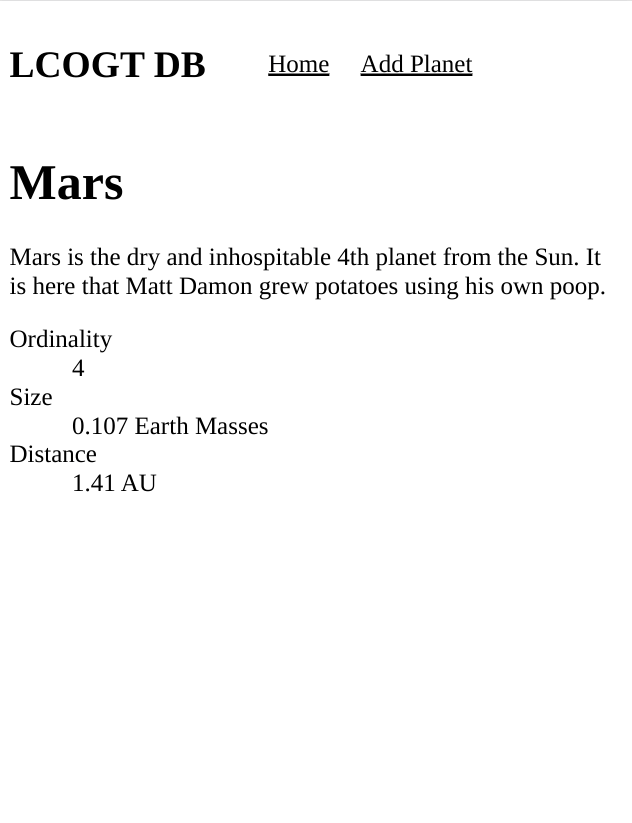 LCOGT DB Home Add Planet
Mars
Mars is the dry and inhospitable 4th planet from the Sun. It
is here that Matt Damon grew potatoes using his own poop.
Ordinality
4
Size
0.107 Earth Masses
Distance
1.41 AU